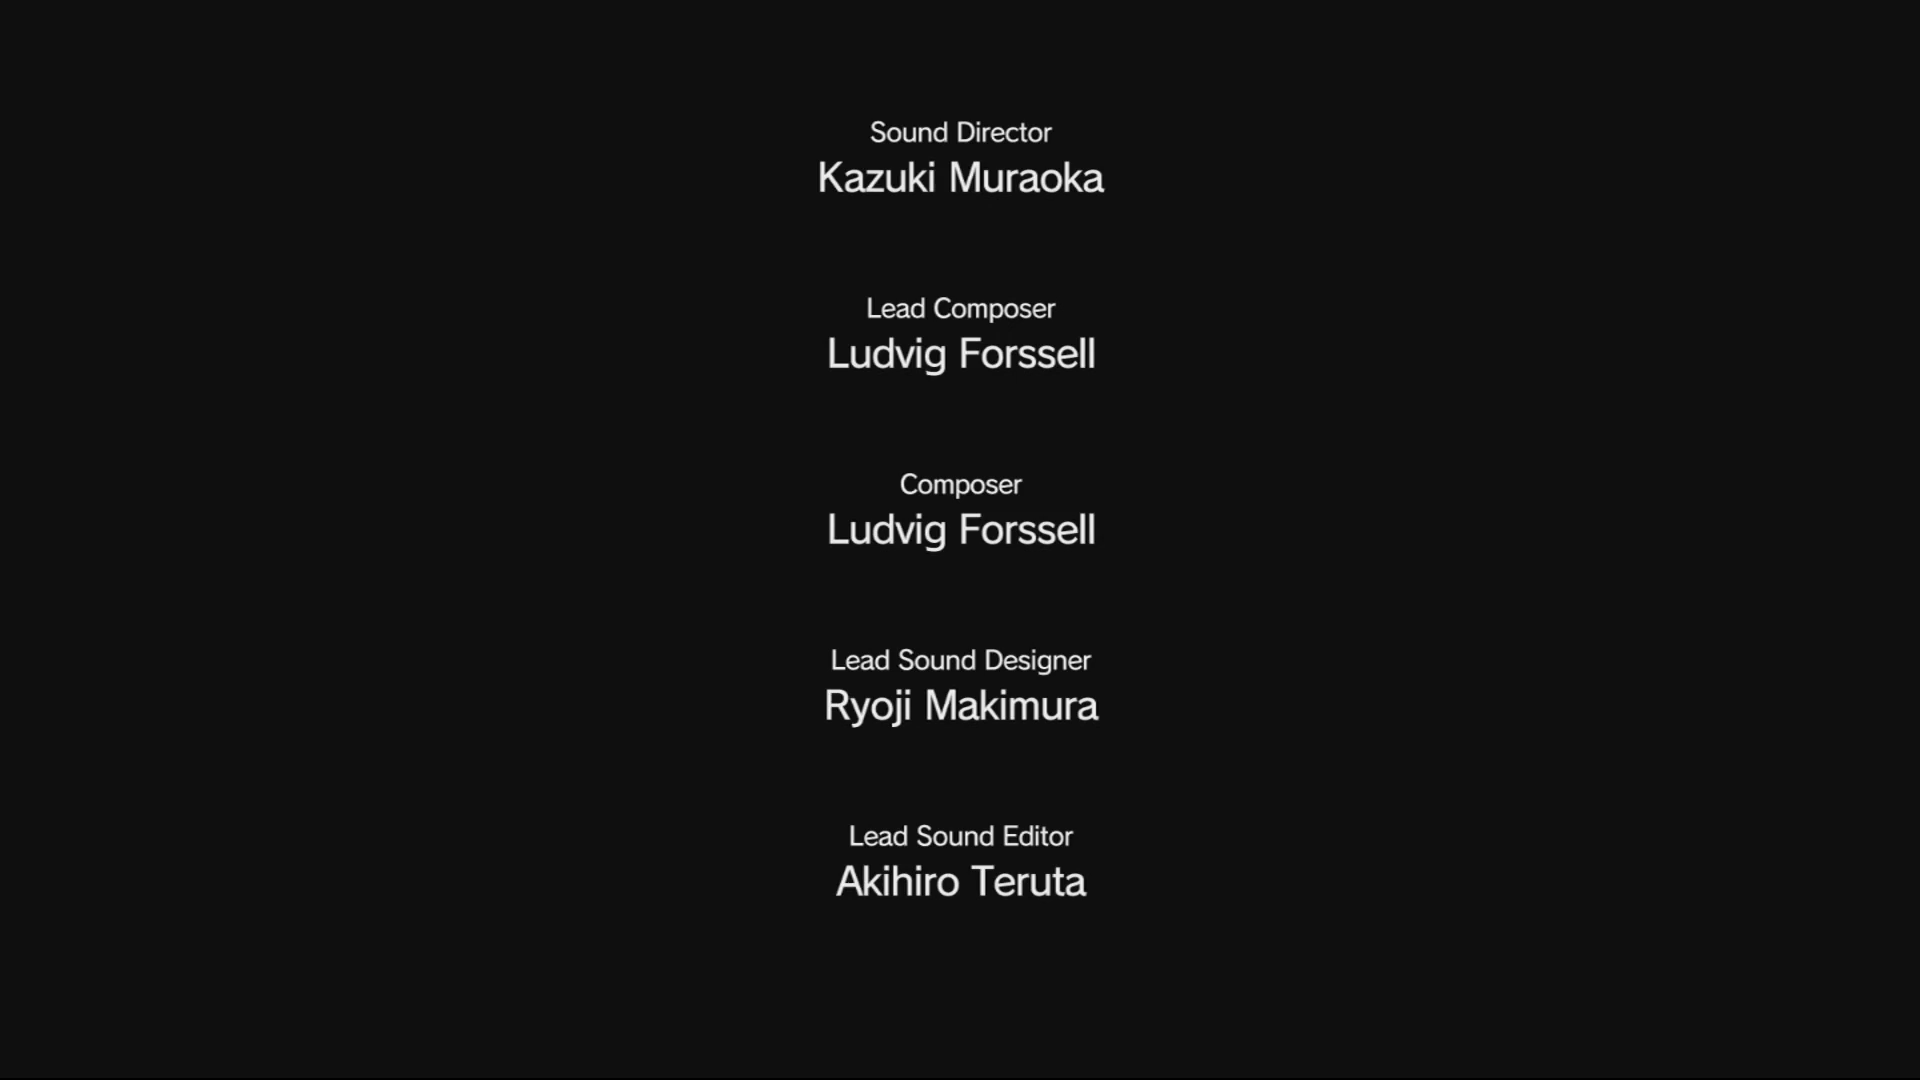 Sound Director
Kazuki Muraoka
Lead Composer
Ludvig Forssell
Composer
Ludvig Forssell
Lead Sound Designer
Ryoji Makimura
Lead Sound Editor
Akihiro Teruta